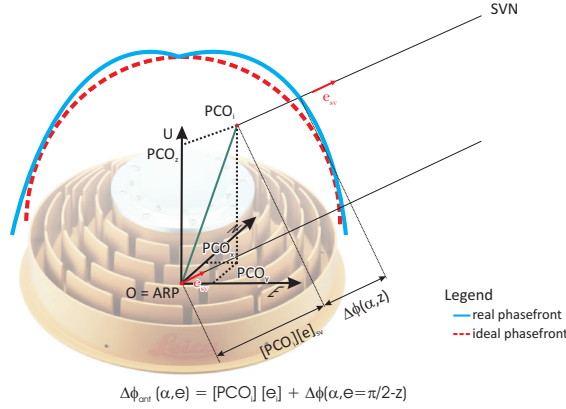 SVN
e_sv
PCO_i
U
PCO_z
N
PCO_x
PCO_y
E
O = ARP
e_sv
Δϕ(α,z)
[PCO_i][e]_sv
Legend
real phasefront
ideal phasefront
Leica
Δϕ_ant (α,e) = [PCO_i] [e_i] + Δϕ(α,e=π/2-z)